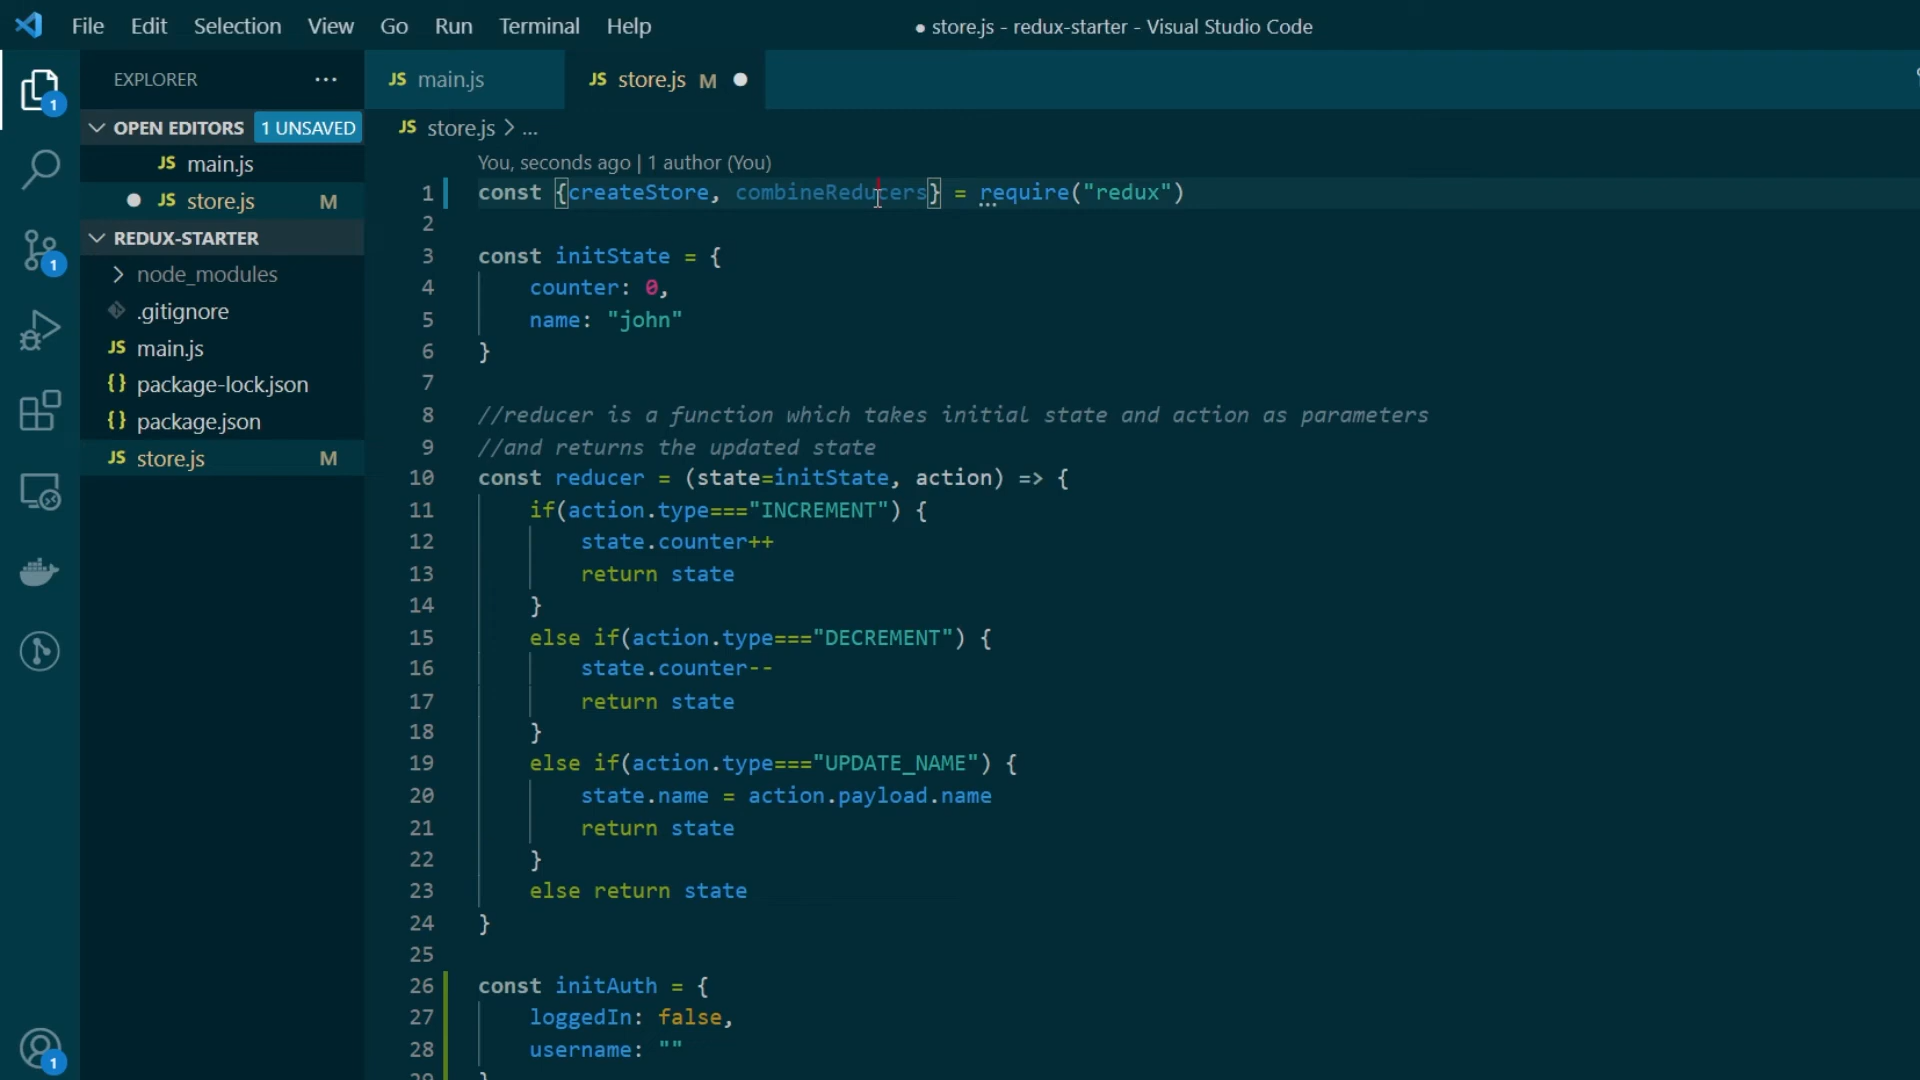 File Edit Selection View Go Run Terminal Help
● store.js - redux-starter - Visual Studio Code
EXPLORER ...
JS main.js
JS store.js M
OPEN EDITORS 1 UNSAVED
JS main.js
JS store.js M
REDUX-STARTER
node_modules
.gitignore
JS main.js
{} package-lock.json
{} package.json
JS store.js M
1
1
1
JS store.js > ...
You, seconds ago | 1 author (You)
1 const {createStore, combineReducers} = require("redux")
2
3 const initState = {
4 counter: 0,
5 name: "john"
6 }
7
8 //reducer is a function which takes initial state and action as parameters
9 //and returns the updated state
10 const reducer = (state=initState, action) => {
11 if(action.type==="INCREMENT") {
12 state.counter++
13 return state
14 }
15 else if(action.type==="DECREMENT") {
16 state.counter--
17 return state
18 }
19 else if(action.type==="UPDATE_NAME") {
20 state.name = action.payload.name
21 return state
22 }
23 else return state
24 }
25
26 const initAuth = {
27 loggedIn: false,
28 username: ""